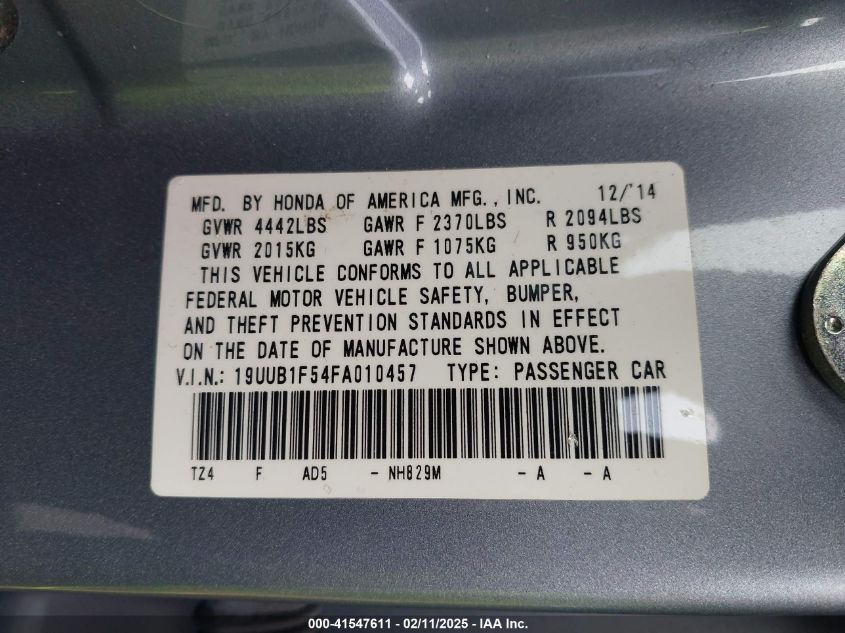 MFD. BY HONDA OF AMERICA MFG., INC. 12/'14
GVWR 4442LBS GAWR F 2370LBS R 2094LBS
GVWR 2015KG GAWR F 1075KG R 950KG
THIS VEHICLE CONFORMS TO ALL APPLICABLE
FEDERAL MOTOR VEHICLE SAFETY, BUMPER,
AND THEFT PREVENTION STANDARDS IN EFFECT
ON THE DATE OF MANUFACTURE SHOWN ABOVE.
V.I.N.: 19UUB1F54FA010457 TYPE: PASSENGER CAR
TZ4 F AD5 - NH829M - A - A
000-41547611 - 02/11/2025 - IAA Inc.